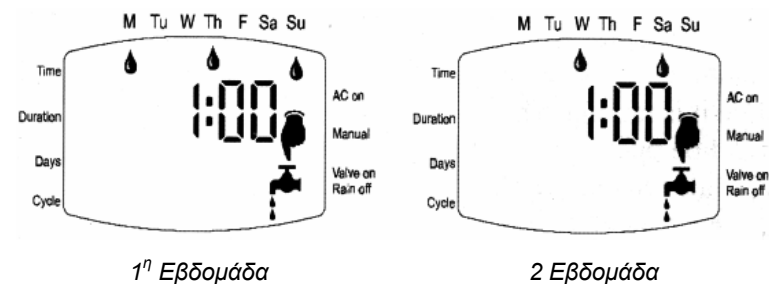 M Tu W Th F Sa Su
Time
1:00
AC on
Duration
Manual
Days
Valve on
Rain off
Cycle
1η Εβδομάδα
M Tu W Th F Sa Su
Time
1:00
AC on
Duration
Manual
Days
Valve on
Rain off
Cycle
2 Εβδομάδα